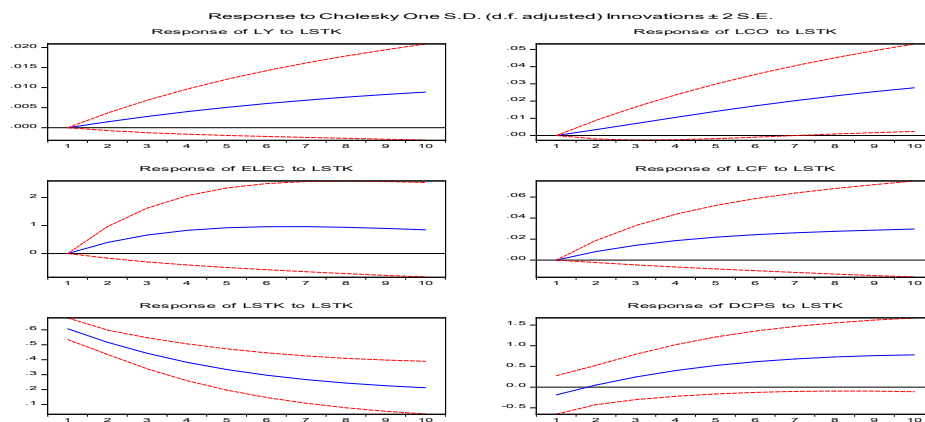 Response to Cholesky One S.D. (d.f. adjusted) Innovations ± 2 S.E.
Response of LY to LSTK
.020
.015
.010
.005
.000
1 2 3 4 5 6 7 8 9 10
Response of LCO to LSTK
.05
.04
.03
.02
.01
.00
1 2 3 4 5 6 7 8 9 10
Response of ELEC to LSTK
2
1
0
1 2 3 4 5 6 7 8 9 10
Response of LCF to LSTK
.06
.04
.02
.00
1 2 3 4 5 6 7 8 9 10
Response of LSTK to LSTK
.6
.5
.4
.3
.2
.1
1 2 3 4 5 6 7 8 9 10
Response of DCPS to LSTK
1.5
1.0
0.5
0.0
-0.5
1 2 3 4 5 6 7 8 9 10